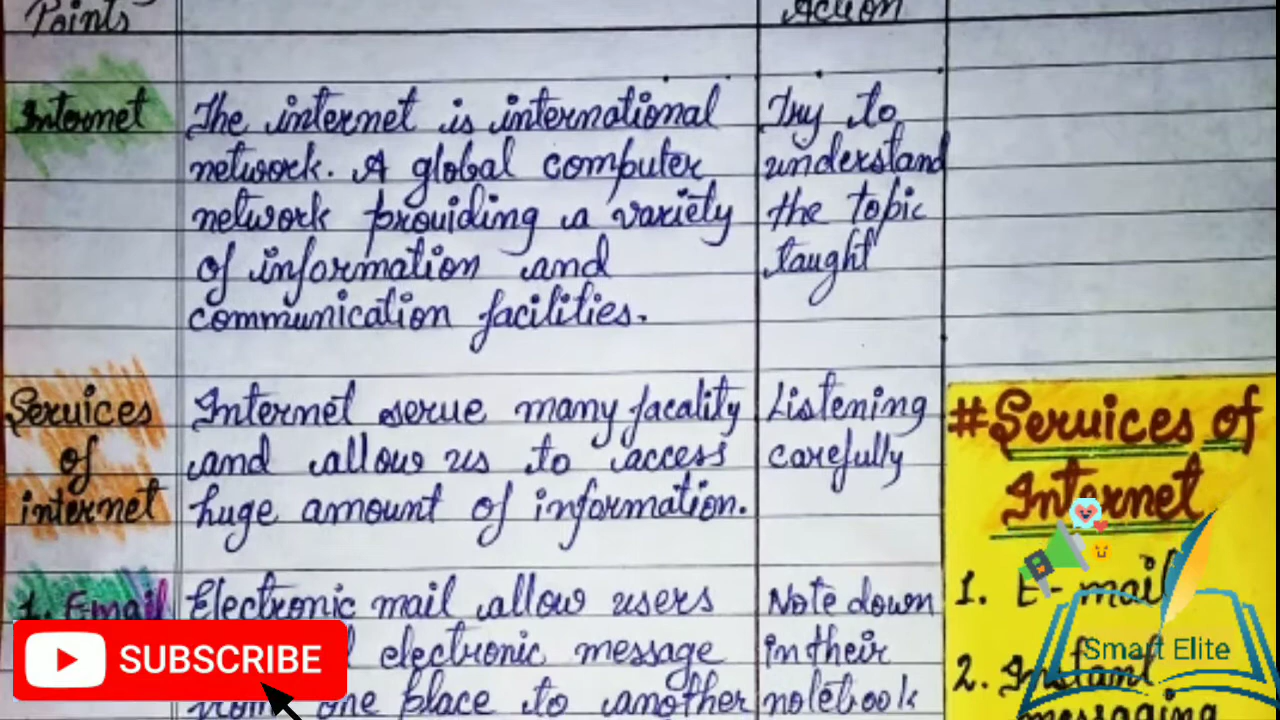 Points
Action
Internet
The internet is international
network. A global computer
network providing a variety
of information and
communication facilities.
Try to
understand
the topic
taught
Services
of
internet
Internet serve many facality
and allow us to access
huge amount of information.
Listening
carefully
#Services of
Internet
1. E-mail
2. Instant
messaging
1. Email
Electronic mail allow users
electronic message
from one place to another
Note down
in their
notebook
SUBSCRIBE
Smart Elite